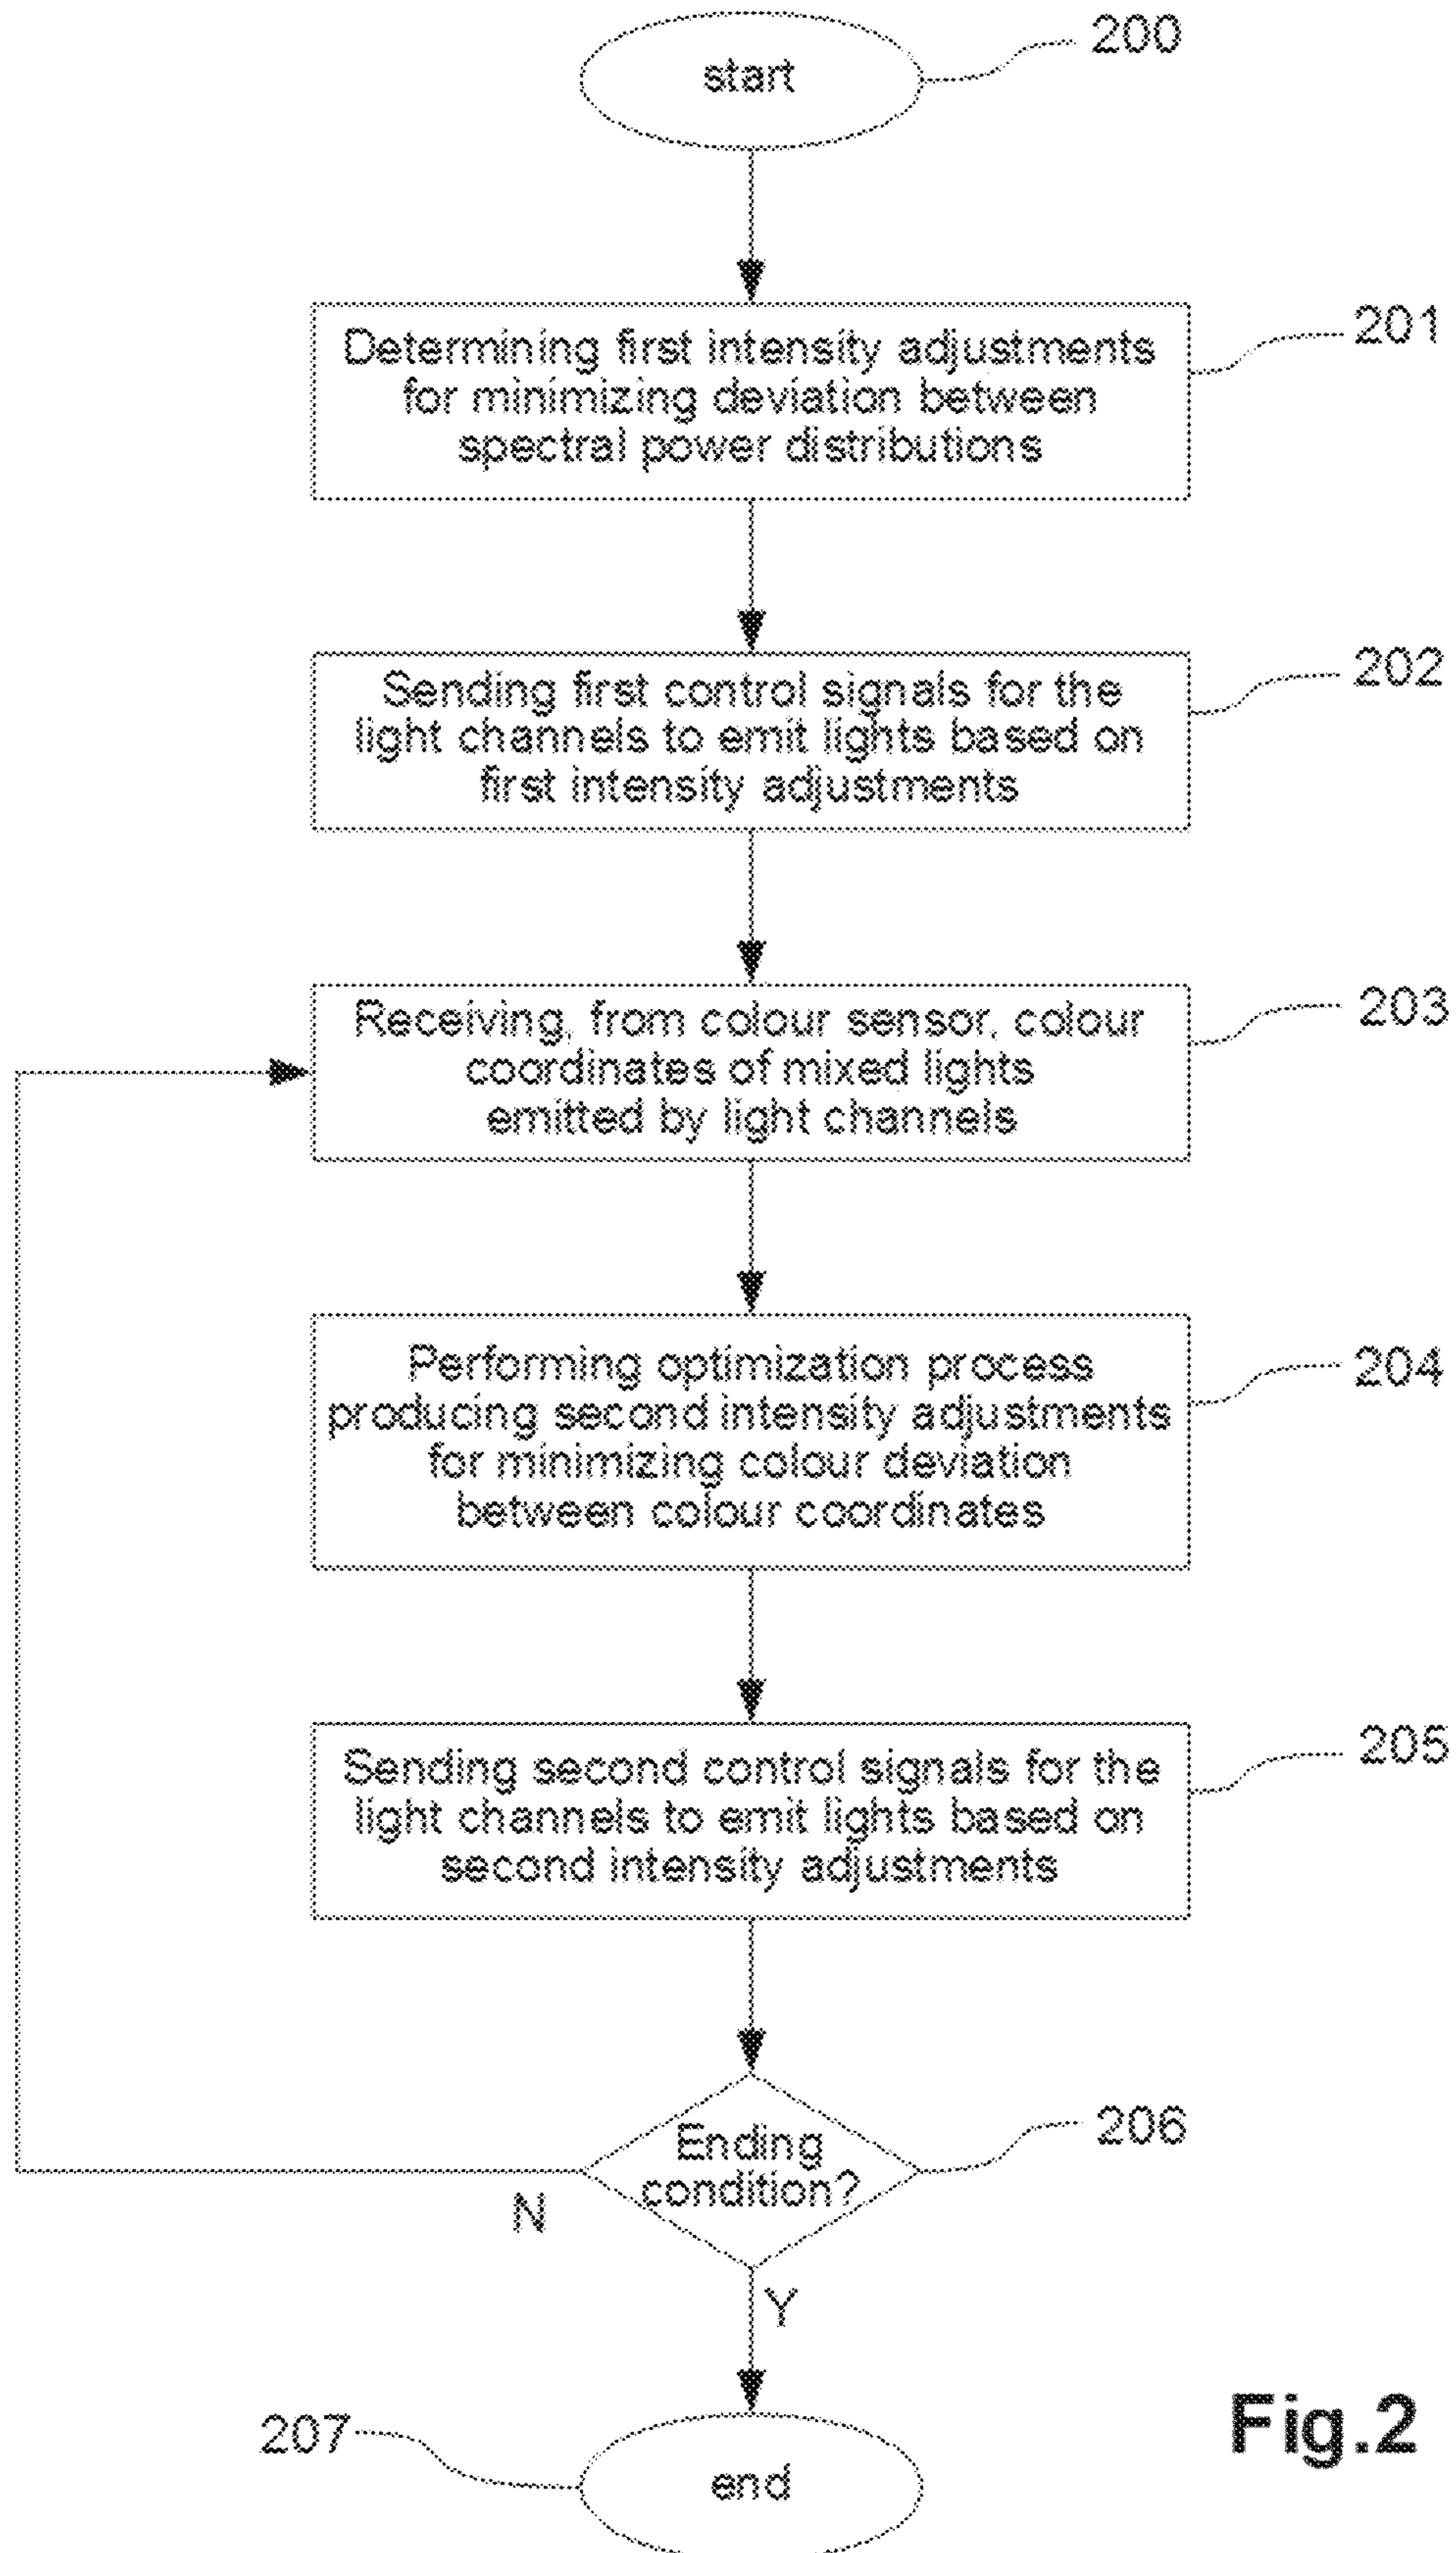 start
200
Determining first intensity adjustments
for minimizing deviation between
spectral power distributions
201
Sending first control signals for the
light channels to emit lights based on
first intensity adjustments
202
Receiving, from colour sensor, colour
coordinates of mixed lights
emitted by light channels
203
Performing optimization process
producing second intensity adjustments
for minimizing colour deviation
between colour coordinates
204
Sending second control signals for the
light channels to emit lights based on
second intensity adjustments
205
Ending
condition?
206
N
Y
207
end
Fig.2